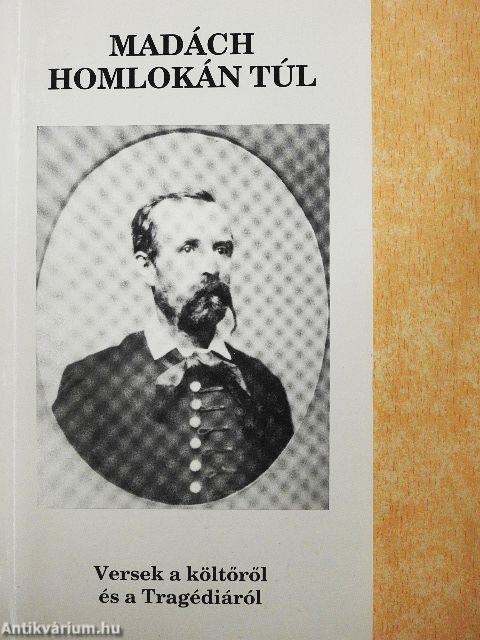 MADÁCH
HOMLOKÁN TÚL
Versek a költőről
és a Tragédiáról
Antikvárium.hu